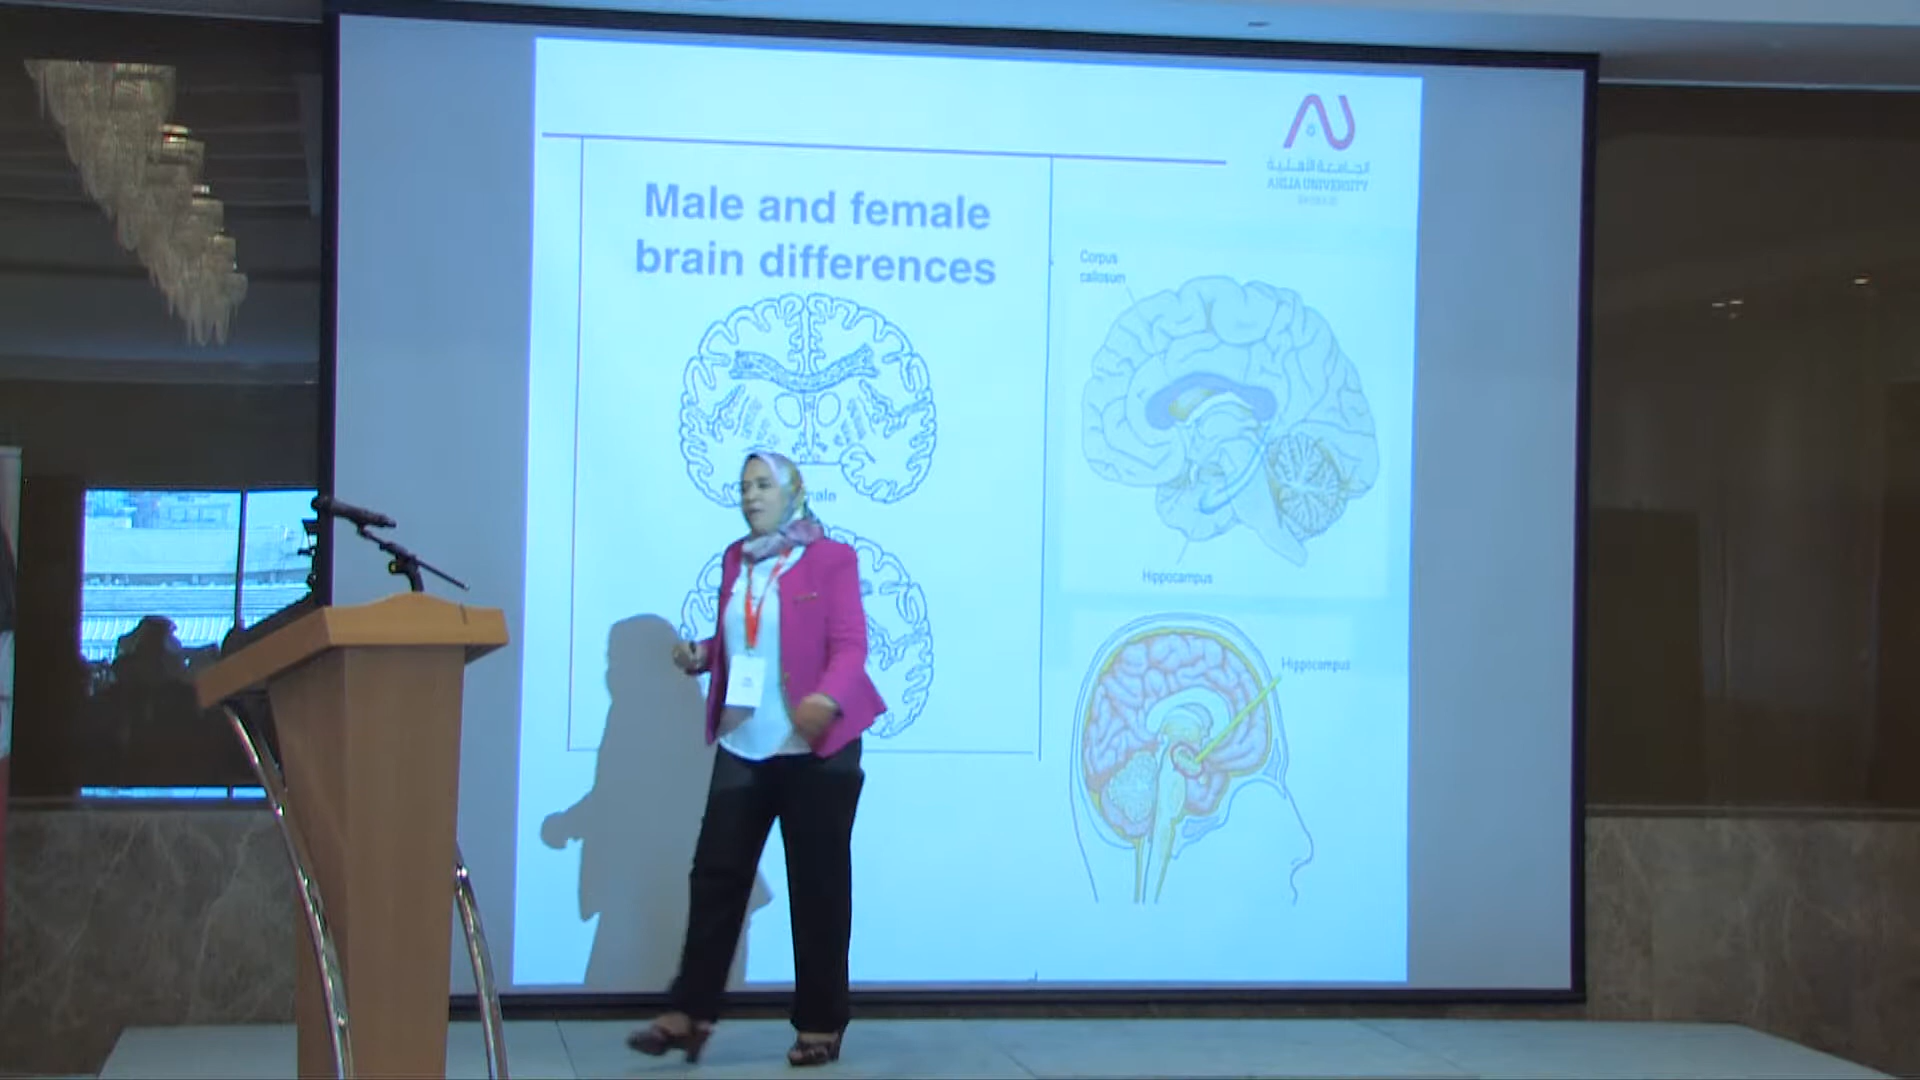 Male and female
brain differences
Corpus
callosum
Hippocampus
Hippocampus
الجامعة الأهلية
AHLIA UNIVERSITY